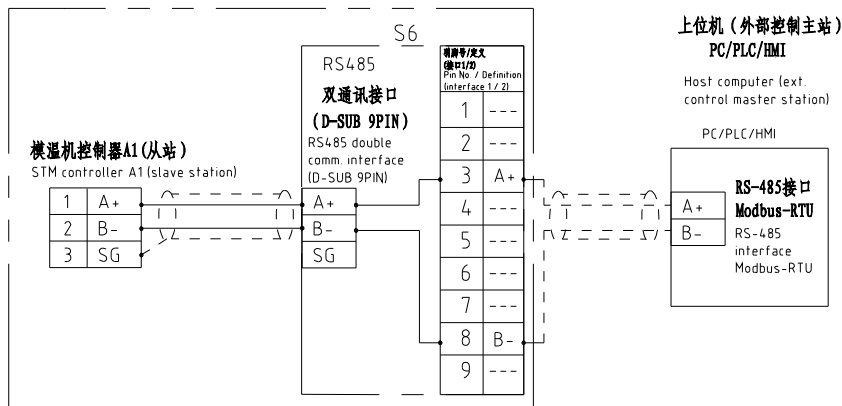 S6
RS485
双通讯接口
(D-SUB 9PIN)
RS485 double
comm. interface
(D-SUB 9PIN)
A+
B-
SG
模温机控制器A1(从站)
STM controller A1 (slave station)
1 A+
2 B-
3 SG
(接口1/2)
Pin No. / Definition
(interface 1 / 2)
1 ---
2 ---
3 A+
4 ---
5 ---
6 ---
7 ---
8 B-
9 ---
上位机(外部控制主站)
PC/PLC/HMI
Host computer (ext.
control master station)
PC/PLC/HMI
A+
B-
RS-485接口
Modbus-RTU
RS-485
interface
Modbus-RTU